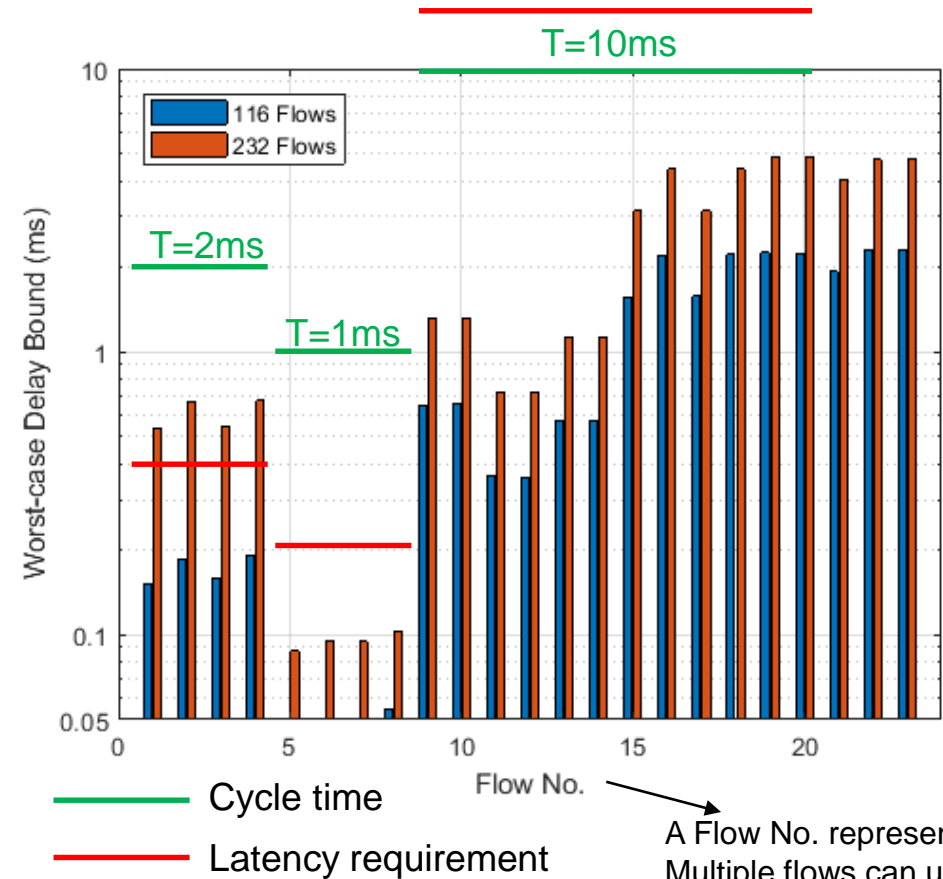 T=10ms
10
116 Flows
232 Flows
T=2ms
T=1ms
1
0.1
0.05
Worst-case Delay Bound (ms)
0 5 10 15 20
Flow No.
Cycle time
Latency requirement
A Flow No.
Multiple flows can